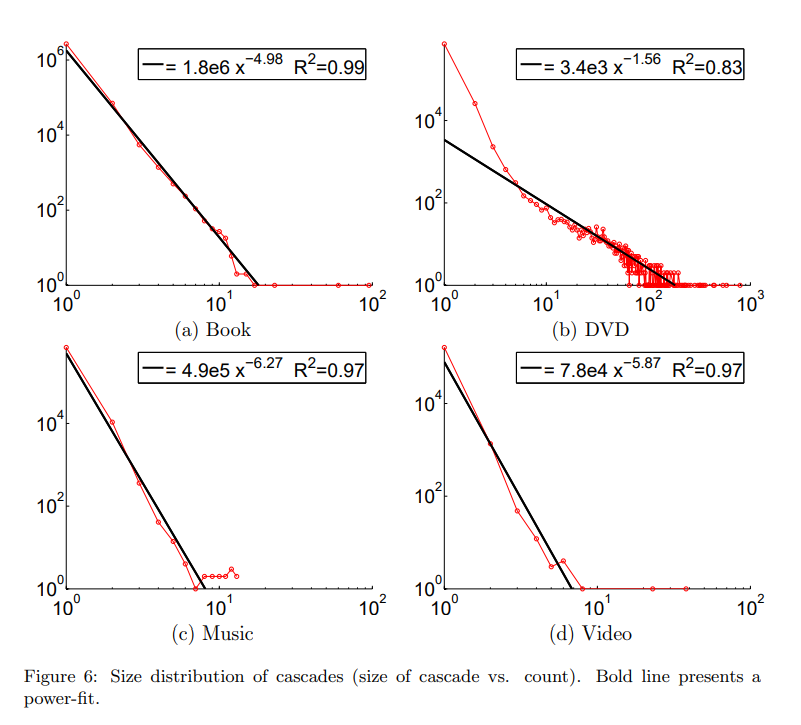 10^6
10^4
10^2
10^0
10^0 10^1 10^2
= 1.8e6 x^−4.98 R^2=0.99
(a) Book
10^4
10^2
10^0
10^0 10^1 10^2 10^3
= 3.4e3 x^−1.56 R^2=0.83
(b) DVD
10^4
10^2
10^0
10^0 10^1 10^2
= 4.9e5 x^−6.27 R^2=0.97
(c) Music
10^4
10^2
10^0
10^0 10^1 10^2
= 7.8e4 x^−5.87 R^2=0.97
(d) Video
Figure 6: Size distribution of cascades (size of cascade vs. count). Bold line presents a
power-fit.